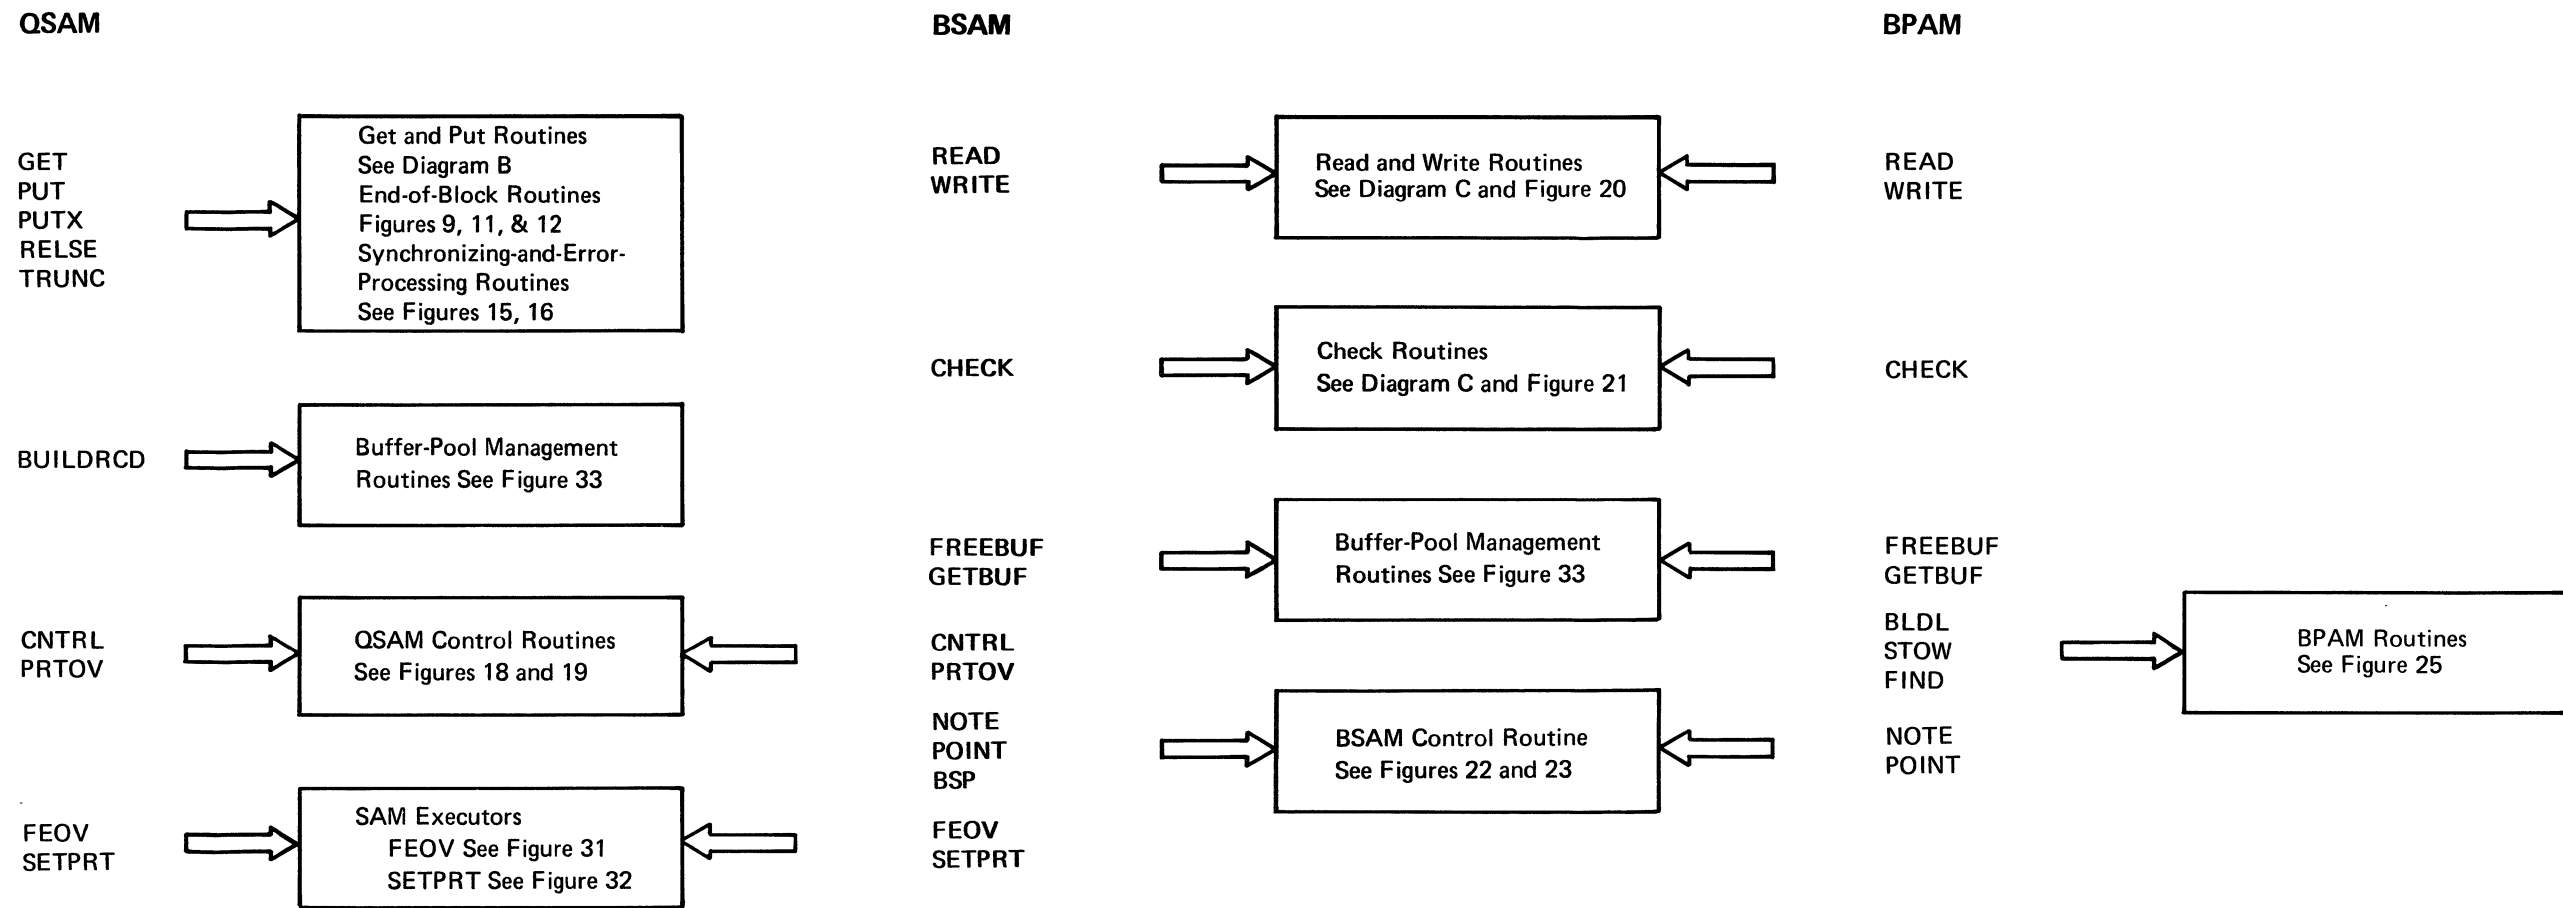 QSAM
GET
PUT
PUTX
RELSE
TRUNC
Get and Put Routines
See Diagram B
End-of-Block Routines
Figures 9, 11, & 12
Synchronizing-and-Error-
Processing Routines
See Figures 15, 16
BUILDRCD
Buffer-Pool Management
Routines See Figure 33
CNTRL
PRTOV
QSAM Control Routines
See Figures 18 and 19
FEOV
SETPRT
SAM Executors
FEOV See Figure 31
SETPRT See Figure 32
BSAM
READ
WRITE
Read and Write Routines
See Diagram C and Figure 20
CHECK
Check Routines
See Diagram C and Figure 21
FREEBUF
GETBUF
Buffer-Pool Management
Routines See Figure 33
CNTRL
PRTOV
NOTE
POINT
BSP
BSAM Control Routine
See Figures 22 and 23
FEOV
SETPRT
BPAM
READ
WRITE
CHECK
FREEBUF
GETBUF
BLDL
STOW
FIND
BPAM Routines
See Figure 25
NOTE
POINT